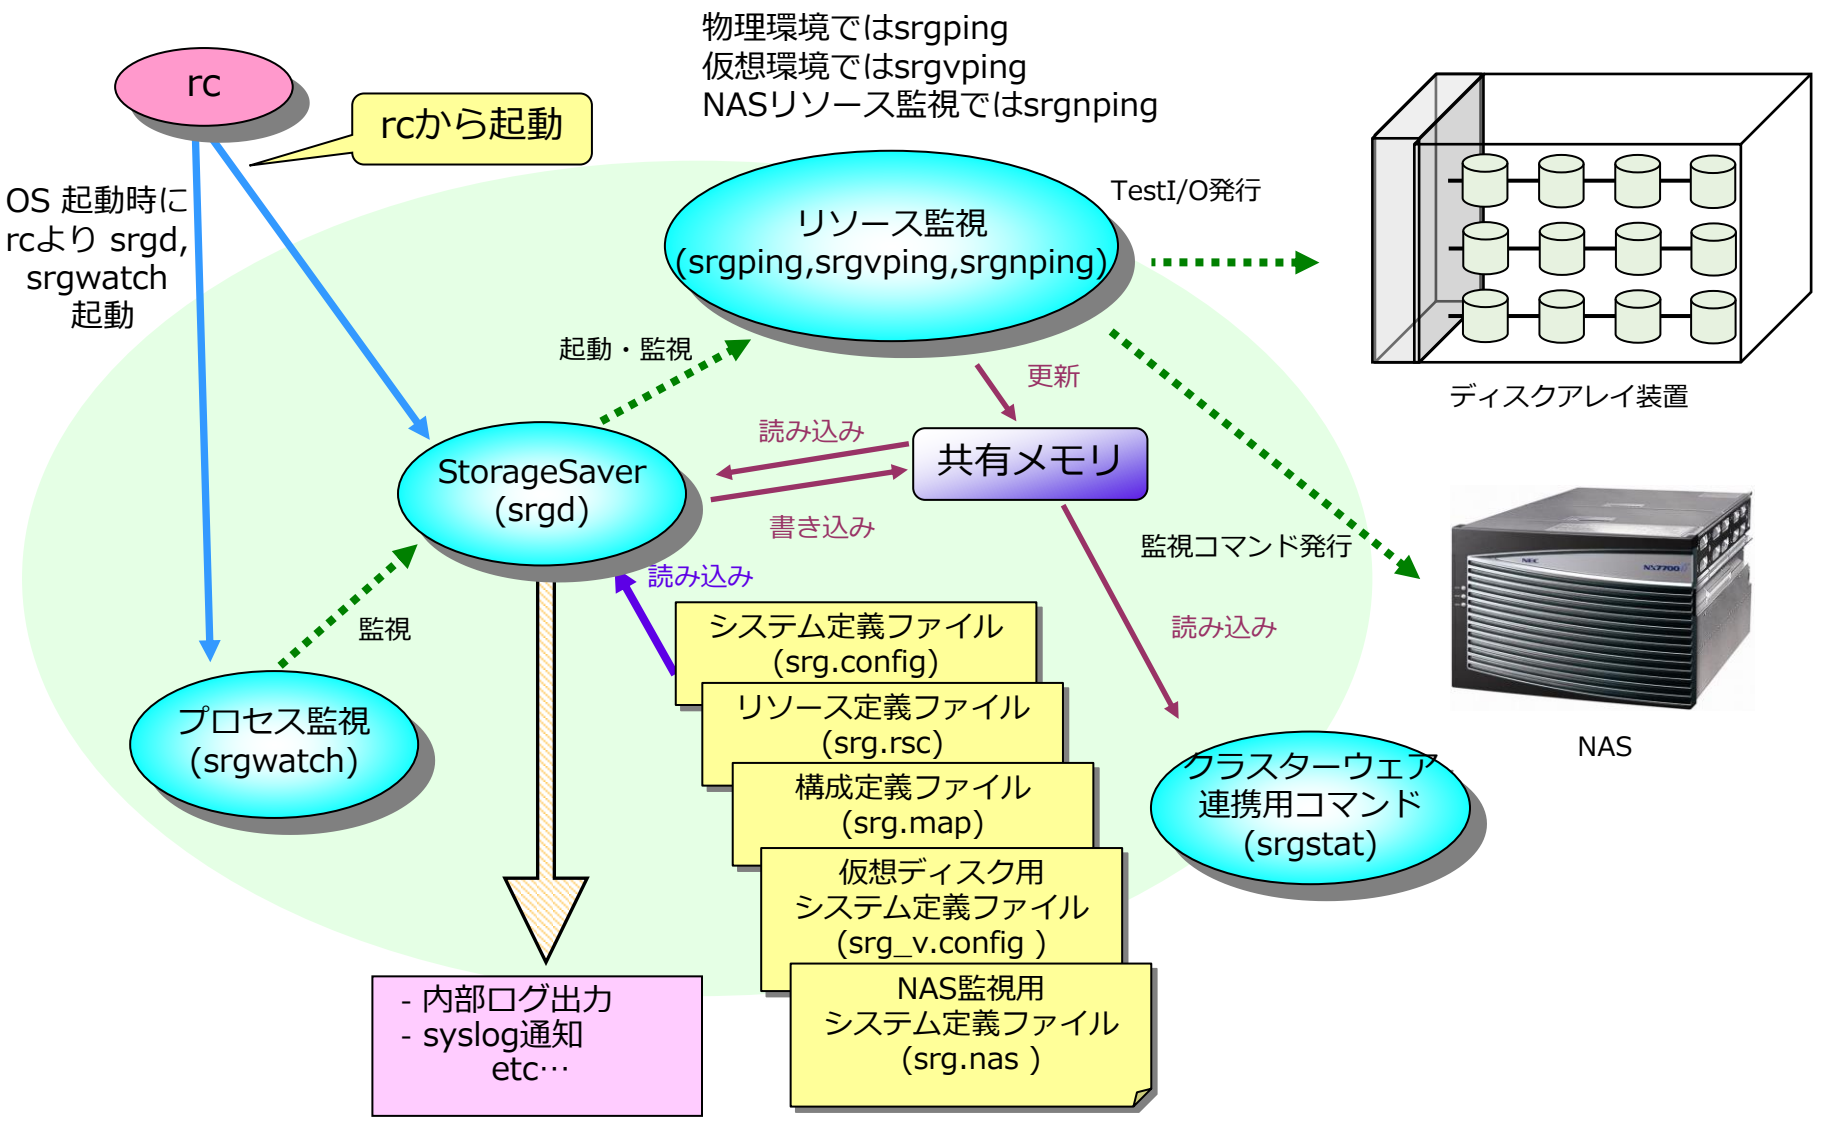 物理環境ではsrgping
仮想環境ではsrgvping
NASリソース監視ではsrgnping
rc
rcから起動
OS 起動時に
rcより srgd,
srgwatch
起動
リソース監視
(srgping,srgvping,srgnping)
TestI/O発行
ディスクアレイ装置
起動・監視
更新
読み込み
共有メモリ
書き込み
StorageSaver
(srgd)
監視コマンド発行
読み込み
NEC
NX7700i
NAS
読み込み
監視
プロセス監視
(srgwatch)
システム定義ファイル
(srg.config)
リソース定義ファイル
(srg.rsc)
構成定義ファイル
(srg.map)
仮想ディスク用
システム定義ファイル
(srg_v.config )
NAS監視用
システム定義ファイル
(srg.nas )
クラスターウェア
連携用コマンド
(srgstat)
- 内部ログ出力
- syslog通知
etc…